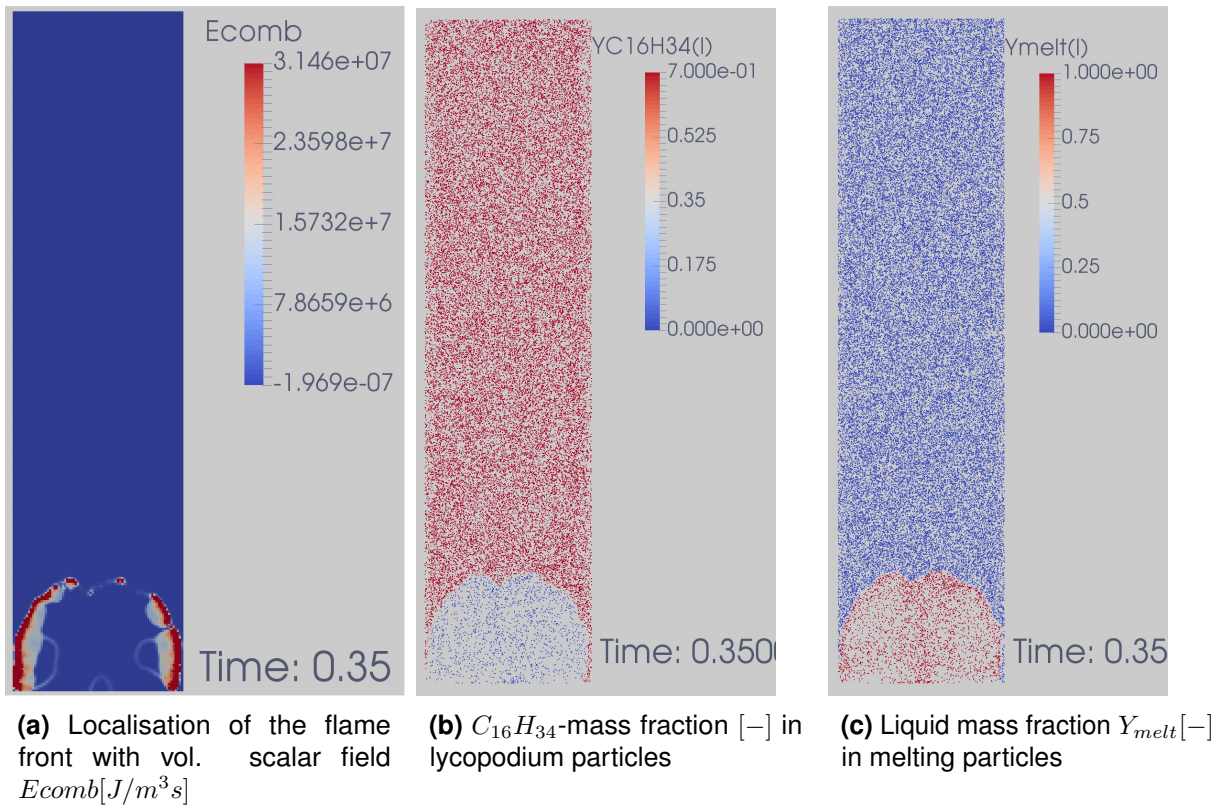 Ecomb
3.146e+07
2.3598e+7
1.5732e+7
7.8659e+6
-1.969e-07
Time: 0.35
YC16H34(l)
7.000e-01
0.525
0.35
0.175
0.000e+00
Time: 0.350
Ymelt(l)
1.000e+00
0.75
0.5
0.25
0.000e+00
Time: 0.35
(a) Localisation of the flame
front with vol. scalar field
Ecomb[J/m³s]
(b) C₁₆H₃₄-mass fraction [−] in
lycopodium particles
(c) Liquid mass fraction Yₘₑₗₜ[−]
in melting particles